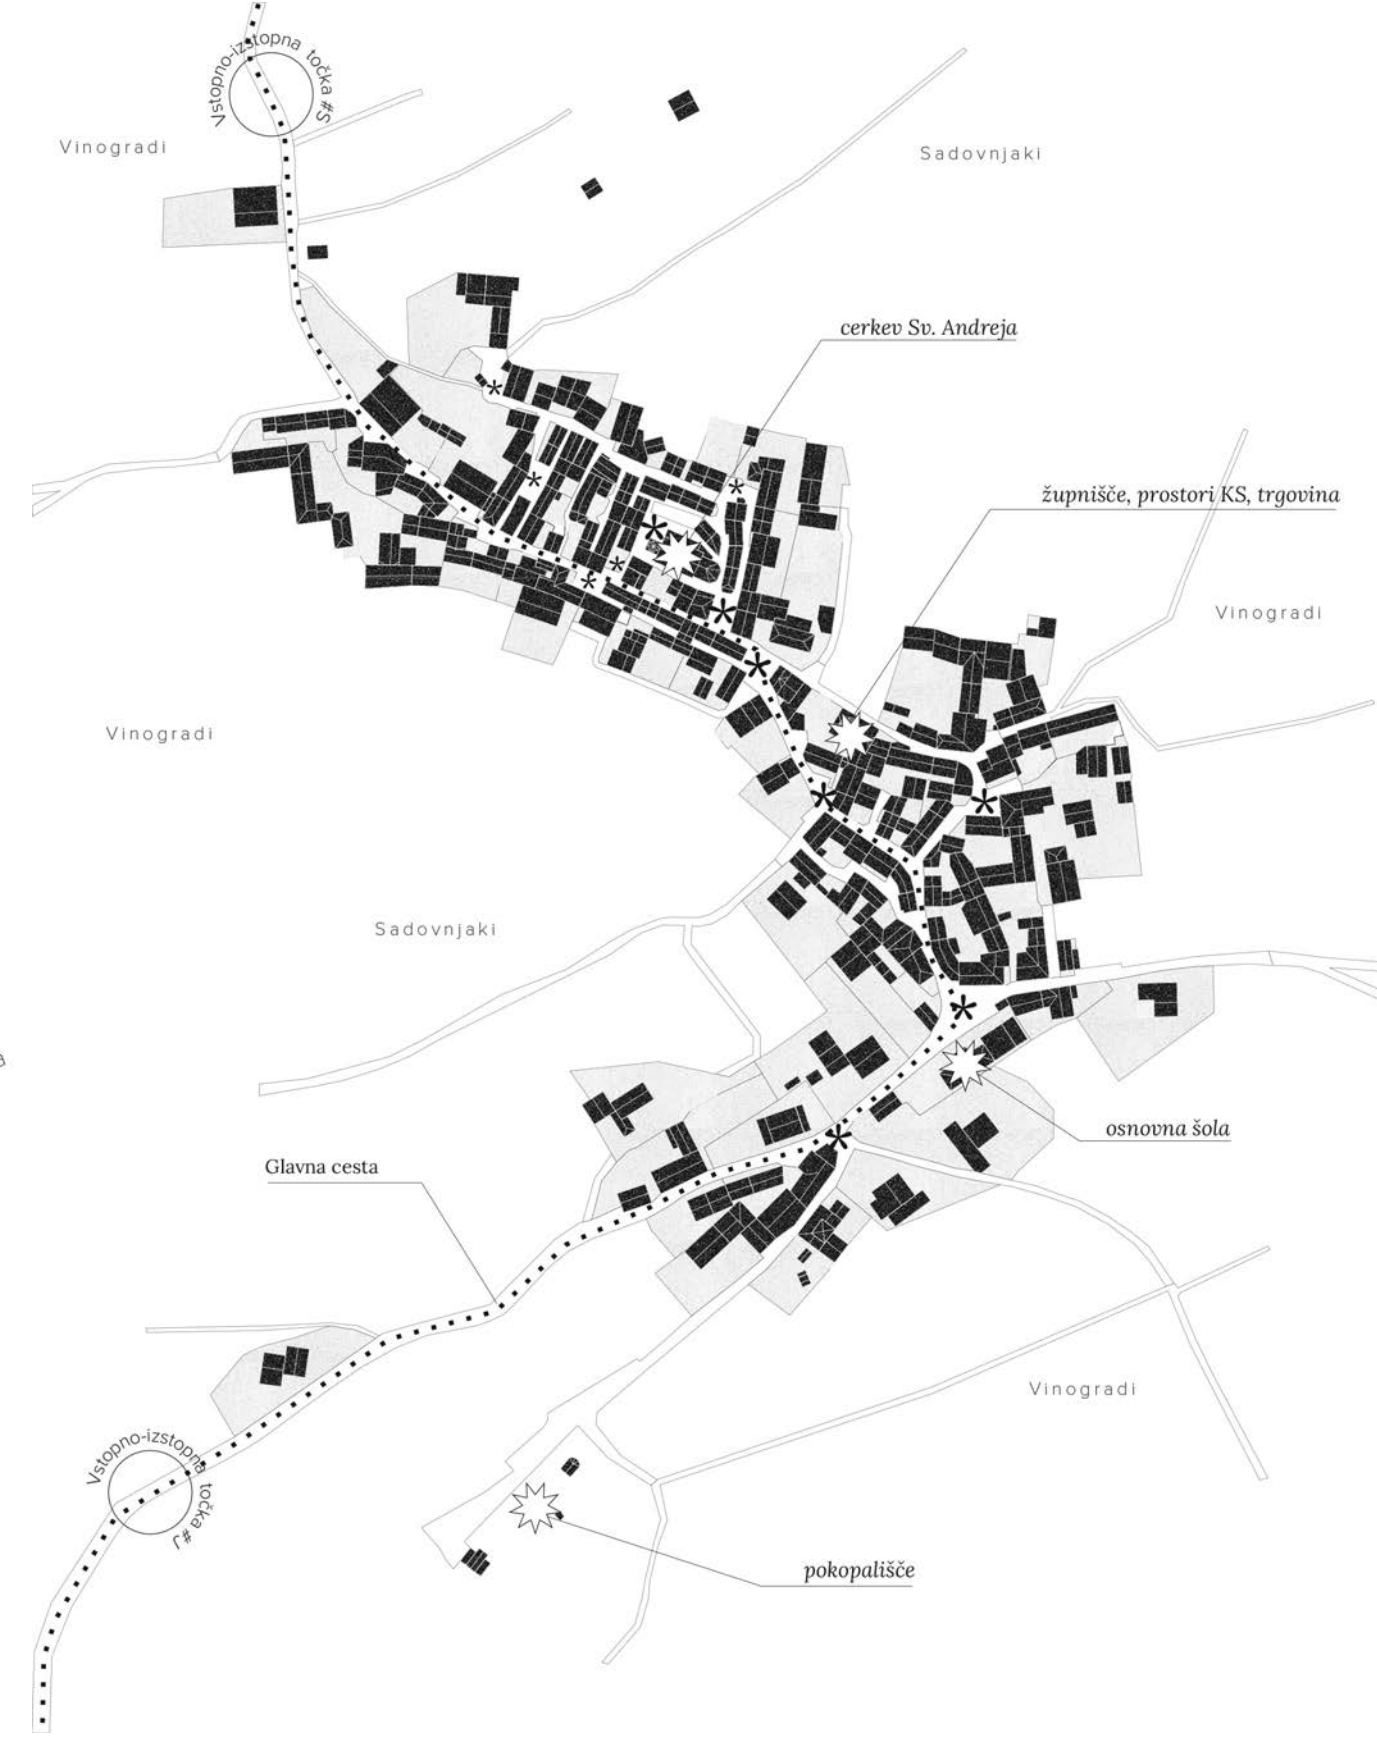 Vstopno-izstopna točka #S
Vinogradi
Sadovnjaki
cerkev Sv. Andreja
župnišče, prostori KS, trgovina
Vinogradi
Vinogradi
Sadovnjaki
osnovna šola
Glavna cesta
Vinogradi
Vstopno-izstopna točka #J
pokopališče